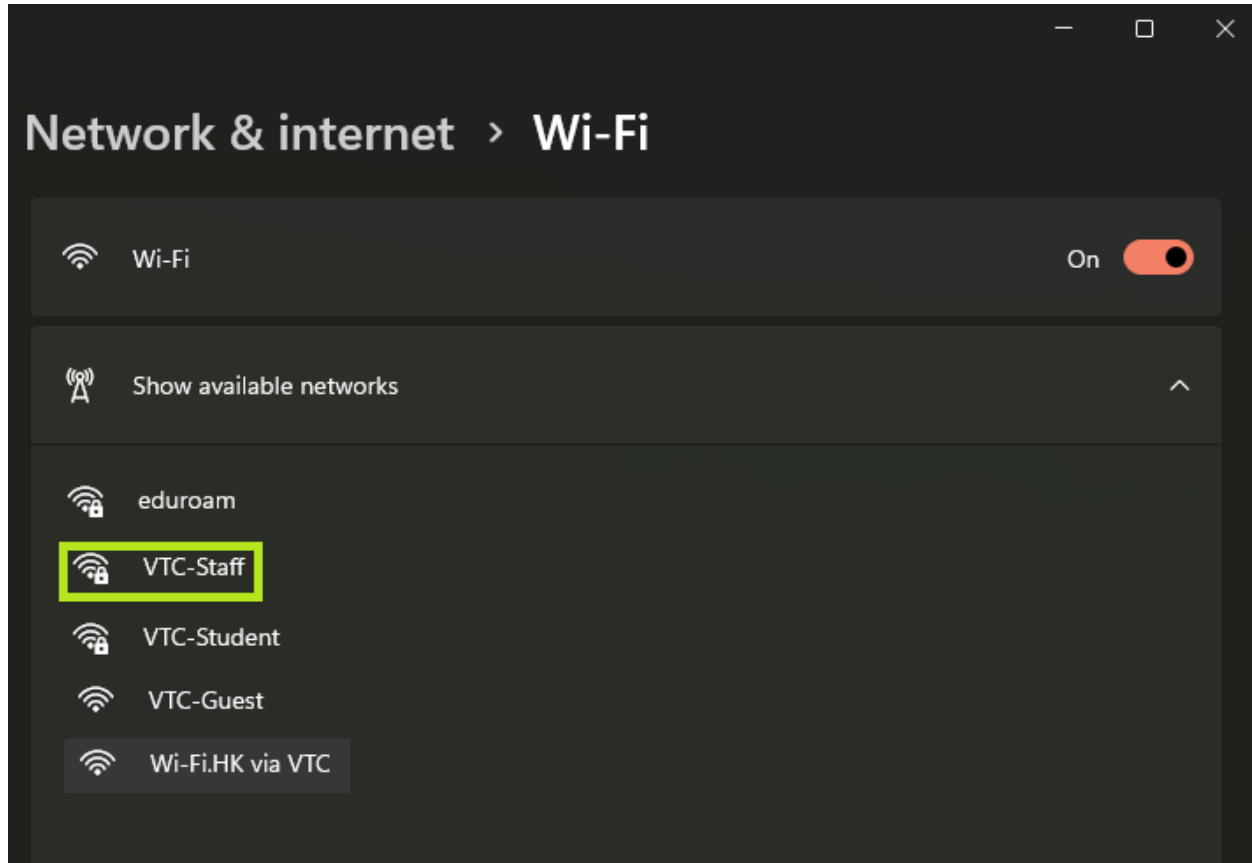 Network & internet > Wi-Fi
Wi-Fi On
Show available networks
eduroam
VTC-Staff
VTC-Student
VTC-Guest
Wi-Fi.HK via VTC